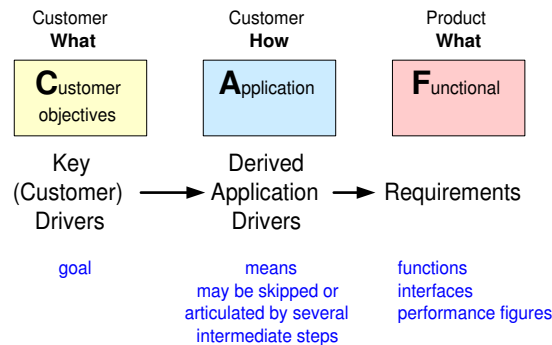 Customer
What
Customer
How
Product
What
Customer
objectives
Application
Functional
Key
(Customer)
Drivers
Derived
Application
Drivers
Requirements
goal
means
may be skipped or
articulated by several
intermediate steps
functions
interfaces
performance figures